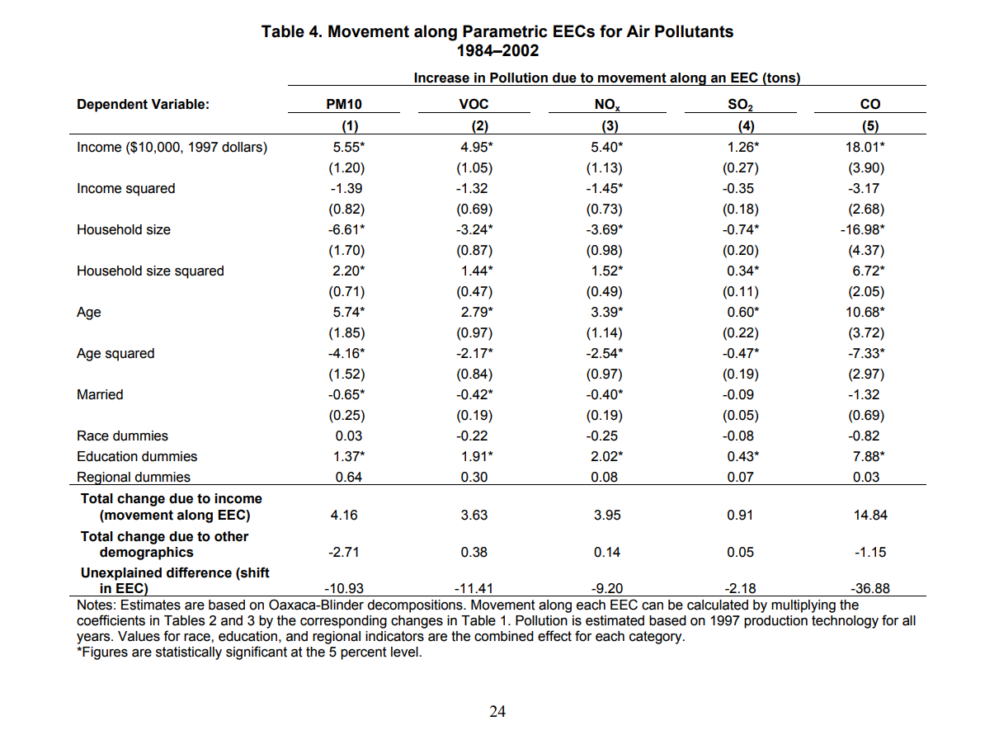 Table 4. Movement along Parametric EECs for Air Pollutants
1984–2002
Increase in Pollution due to movement along an EEC (tons)
Dependent Variable: PM10 VOC NOx SO2 CO
(1) (2) (3) (4) (5)
Income ($10,000, 1997 dollars) 5.55* 4.95* 5.40* 1.26* 18.01*
(1.20) (1.05) (1.13) (0.27) (3.90)
Income squared -1.39 -1.32 -1.45* -0.35 -3.17
(0.82) (0.69) (0.73) (0.18) (2.68)
Household size -6.61* -3.24* -3.69* -0.74* -16.98*
(1.70) (0.87) (0.98) (0.20) (4.37)
Household size squared 2.20* 1.44* 1.52* 0.34* 6.72*
(0.71) (0.47) (0.49) (0.11) (2.05)
Age 5.74* 2.79* 3.39* 0.60* 10.68*
(1.85) (0.97) (1.14) (0.22) (3.72)
Age squared -4.16* -2.17* -2.54* -0.47* -7.33*
(1.52) (0.84) (0.97) (0.19) (2.97)
Married -0.65* -0.42* -0.40* -0.09 -1.32
(0.25) (0.19) (0.19) (0.05) (0.69)
Race dummies 0.03 -0.22 -0.25 -0.08 -0.82
Education dummies 1.37* 1.91* 2.02* 0.43* 7.88*
Regional dummies 0.64 0.30 0.08 0.07 0.03
Total change due to income
(movement along EEC) 4.16 3.63 3.95 0.91 14.84
Total change due to other
demographics -2.71 0.38 0.14 0.05 -1.15
Unexplained difference (shift
in EEC) -10.93 -11.41 -9.20 -2.18 -36.88
Notes: Estimates are based on Oaxaca-Blinder decompositions. Movement along each EEC can be calculated by multiplying the
coefficients in Tables 2 and 3 by the corresponding changes in Table 1. Pollution is estimated based on 1997 production technology for all
years. Values for race, education, and regional indicators are the combined effect for each category.
*Figures are statistically significant at the 5 percent level.
24